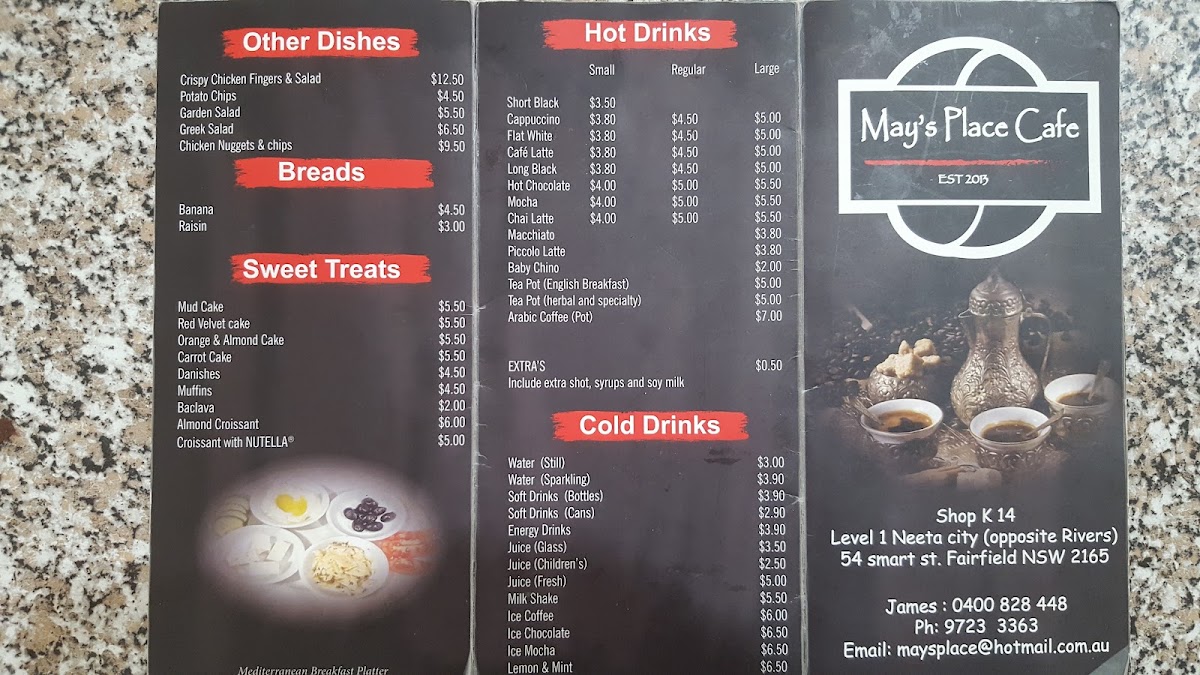 Other Dishes
Crispy Chicken Fingers & Salad $12.50
Potato Chips $4.50
Garden Salad $5.50
Greek Salad $6.50
Chicken Nuggets & chips $9.50
Breads
Banana $4.50
Raisin $3.00
Sweet Treats
Mud Cake $5.50
Red Velvet cake $5.50
Orange & Almond Cake $5.50
Carrot Cake $5.50
Danishes $4.50
Muffins $4.50
Baclava $2.00
Almond Croissant $6.00
Croissant with NUTELLA® $5.00
Mediterranean Breakfast Platter
Hot Drinks
Small Regular Large
Short Black $3.50
Cappuccino $3.80 $4.50 $5.00
Flat White $3.80 $4.50 $5.00
Café Latte $3.80 $4.50 $5.00
Long Black $3.80 $4.50 $5.00
Hot Chocolate $4.00 $5.00 $5.50
Mocha $4.00 $5.00 $5.50
Chai Latte $4.00 $5.00 $5.50
Macchiato $3.80
Piccolo Latte $3.80
Baby Chino $2.00
Tea Pot (English Breakfast) $5.00
Tea Pot (herbal and specialty) $5.00
Arabic Coffee (Pot) $7.00
EXTRA'S $0.50
Include extra shot, syrups and soy milk
Cold Drinks
Water (Still) $3.00
Water (Sparkling) $3.90
Soft Drinks (Bottles) $3.90
Soft Drinks (Cans) $2.90
Energy Drinks $3.90
Juice (Glass) $3.50
Juice (Children's) $2.50
Juice (Fresh) $5.00
Milk Shake $5.50
Ice Coffee $6.00
Ice Chocolate $6.50
Ice Mocha $6.50
Lemon & Mint $6.50
May's Place Cafe
EST 2013
Shop K 14
Level 1 Neeta city (opposite Rivers)
54 smart st. Fairfield NSW 2165
James : 0400 828 448
Ph: 9723 3363
Email: maysplace@hotmail.com.au